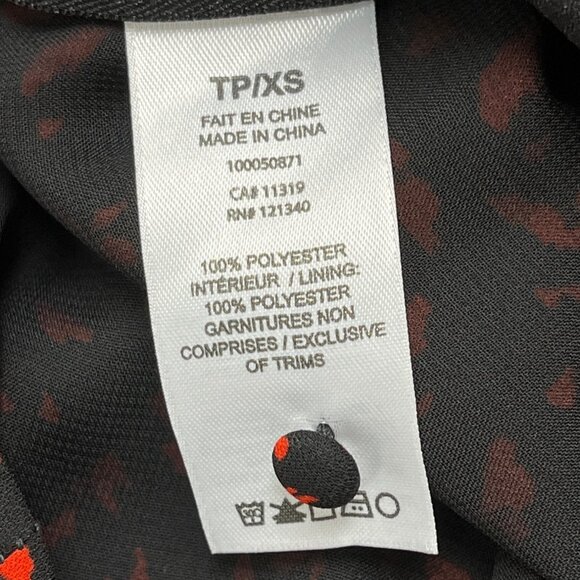 TP/XS
FAIT EN CHINE
MADE IN CHINA
100050871
CA# 11319
RN# 121340
100% POLYESTER
INTÉRIEUR / LINING:
100% POLYESTER
GARNITURES NON
COMPRISES / EXCLUSIVE
OF TRIMS